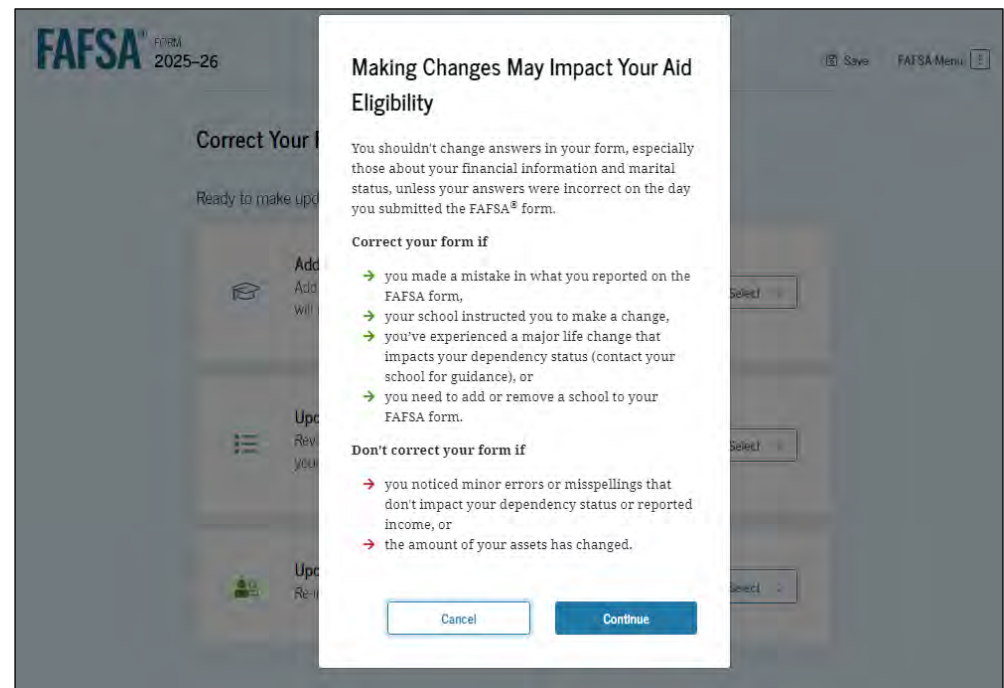 FAFSA® FORM
2025–26
Save
FAFSA Menu
Making Changes May Impact Your Aid
Eligibility
You shouldn't change answers in your form, especially
those about your financial information and marital
status, unless your answers were incorrect on the day
you submitted the FAFSA® form.
Correct your form if
→ you made a mistake in what you reported on the
FAFSA form,
→ your school instructed you to make a change,
→ you've experienced a major life change that
impacts your dependency status (contact your
school for guidance), or
→ you need to add or remove a school to your
FAFSA form.
Don't correct your form if
→ you noticed minor errors or misspellings that
don't impact your dependency status or reported
income, or
→ the amount of your assets has changed.
Cancel
Continue
Correct Your
Ready to make
Add
Add
will
Select
Select
Select